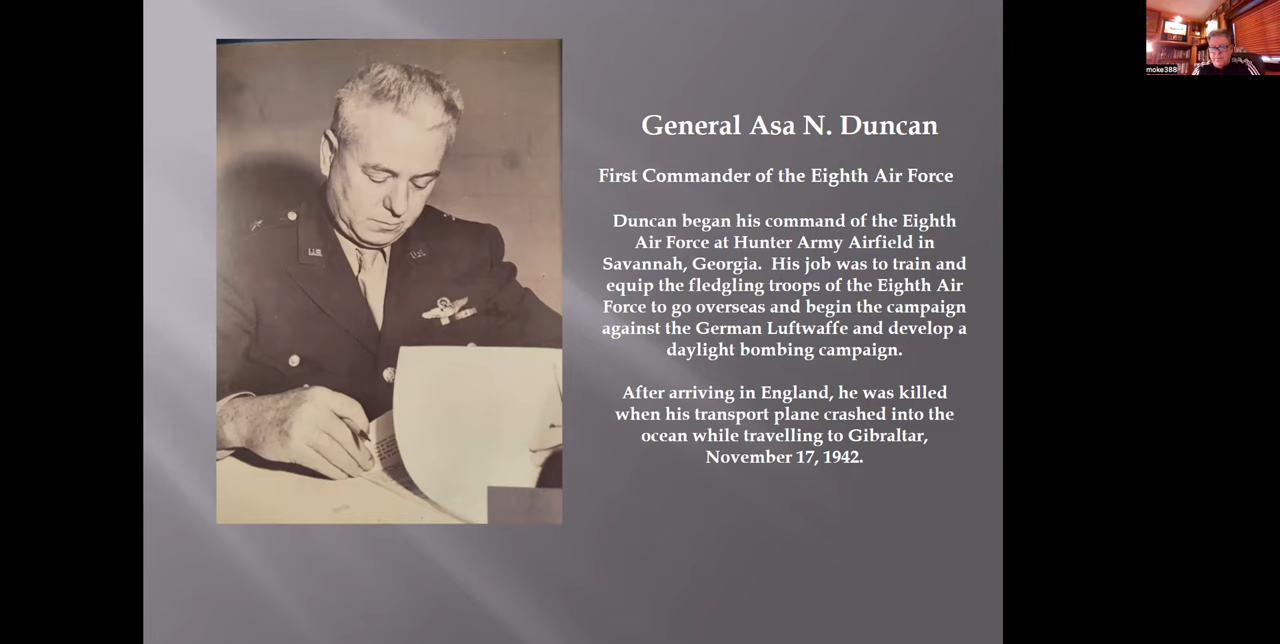 General Asa N. Duncan
First Commander of the Eighth Air Force
Duncan began his command of the Eighth
Air Force at Hunter Army Airfield in
Savannah, Georgia.  His job was to train and
equip the fledgling troops of the Eighth Air
Force to go overseas and begin the campaign
against the German Luftwaffe and develop a
daylight bombing campaign.
After arriving in England, he was killed
when his transport plane crashed into the
ocean while travelling to Gibraltar,
November 17, 1942.
moke388
U.S.